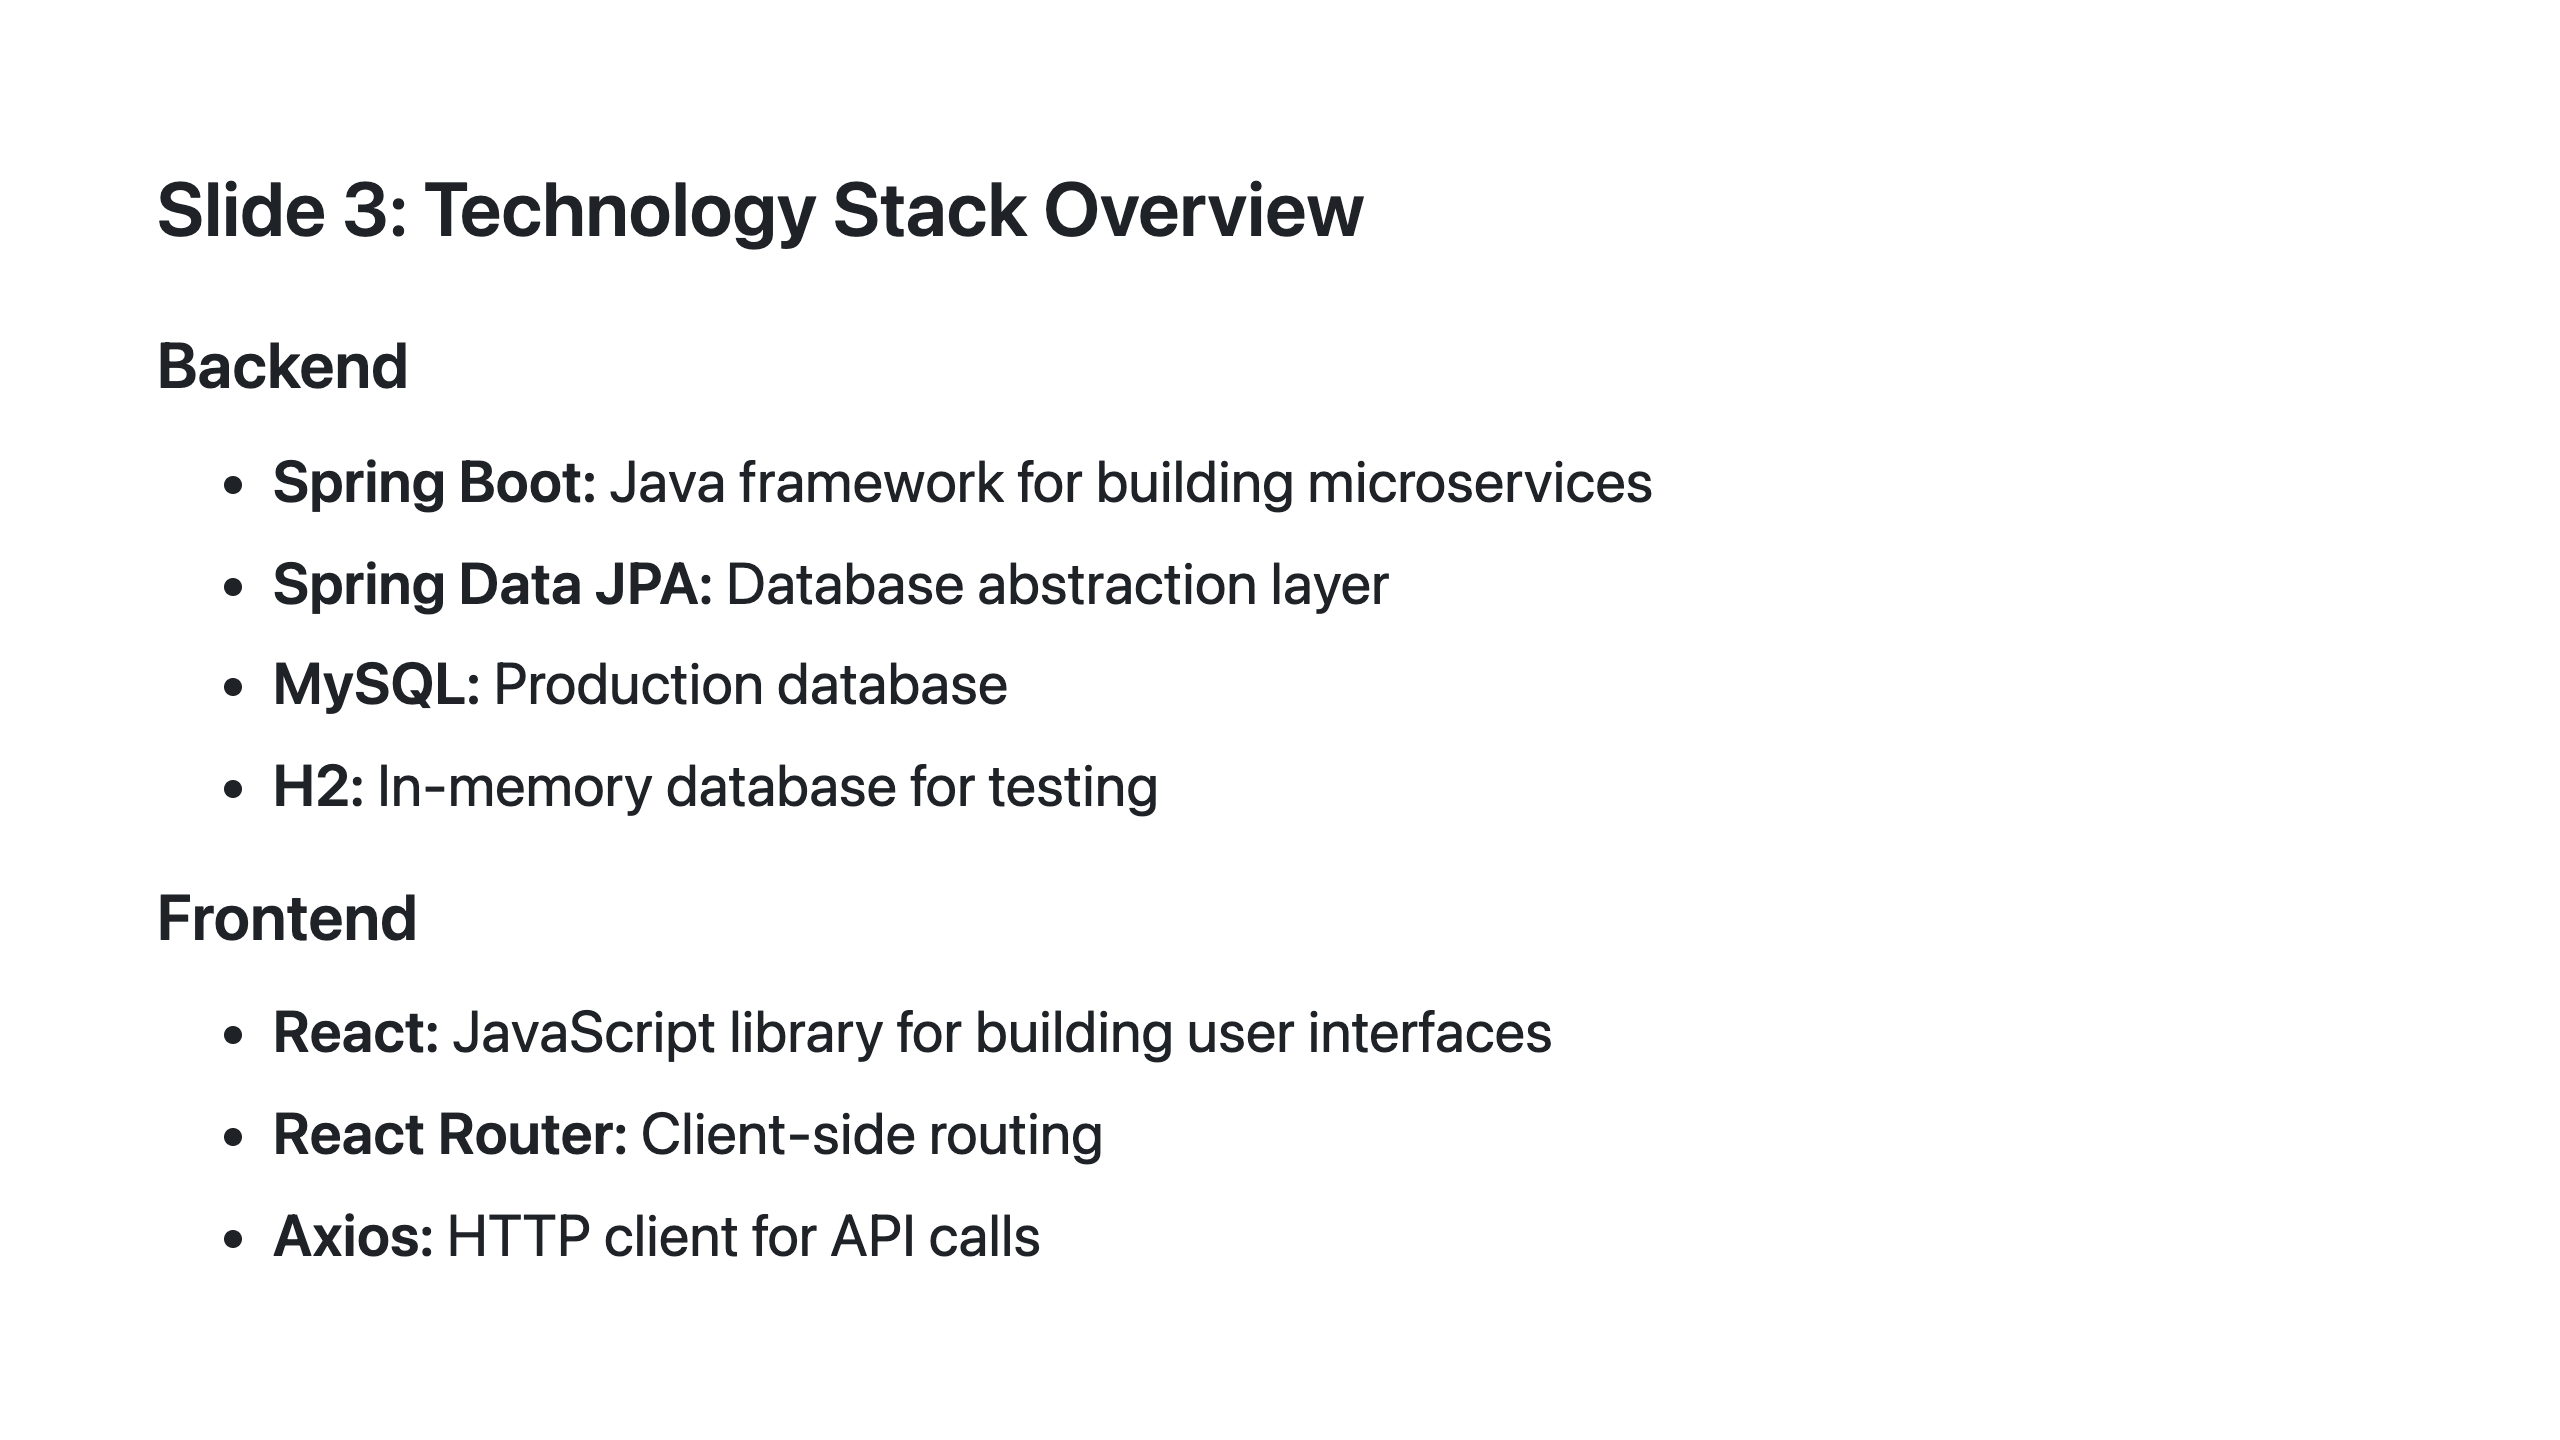 Slide 3: Technology Stack Overview
Backend
• Spring Boot: Java framework for building microservices
• Spring Data JPA: Database abstraction layer
• MySQL: Production database
• H2: In-memory database for testing
Frontend
• React: JavaScript library for building user interfaces
• React Router: Client-side routing
• Axios: HTTP client for API calls